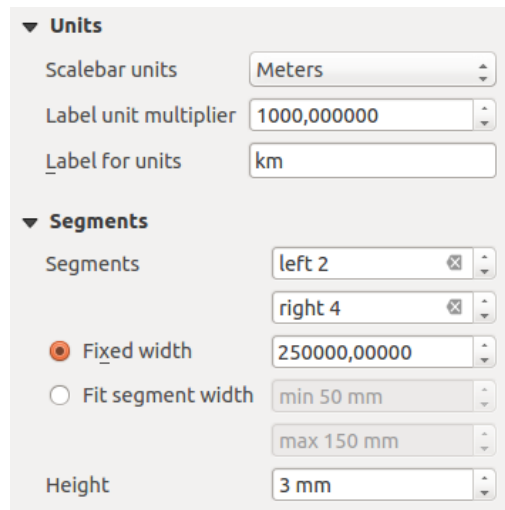 Units
Scalebar units Meters
Label unit multiplier 1000,000000
Label for units km
Segments
Segments left 2
right 4
Fixed width 250000,00000
Fit segment width min 50 mm
max 150 mm
Height 3 mm